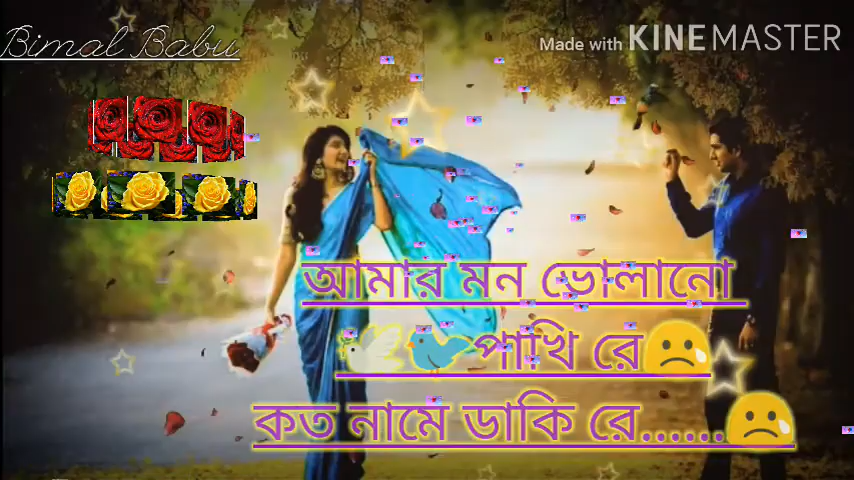 Bimal Babu
Made with KINEMASTER
আমার মন ভোলানো
🕊🐦পাখি রে😢
কত নামে ডাকি রে......😢